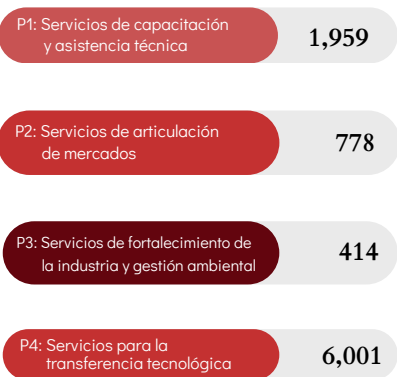 P1: Servicios de capacitación
y asistencia técnica
1,959
P2: Servicios de articulación
de mercados
778
P3: Servicios de fortalecimiento de
la industria y gestión ambiental
414
P4: Servicios para la
transferencia tecnológica
6,001